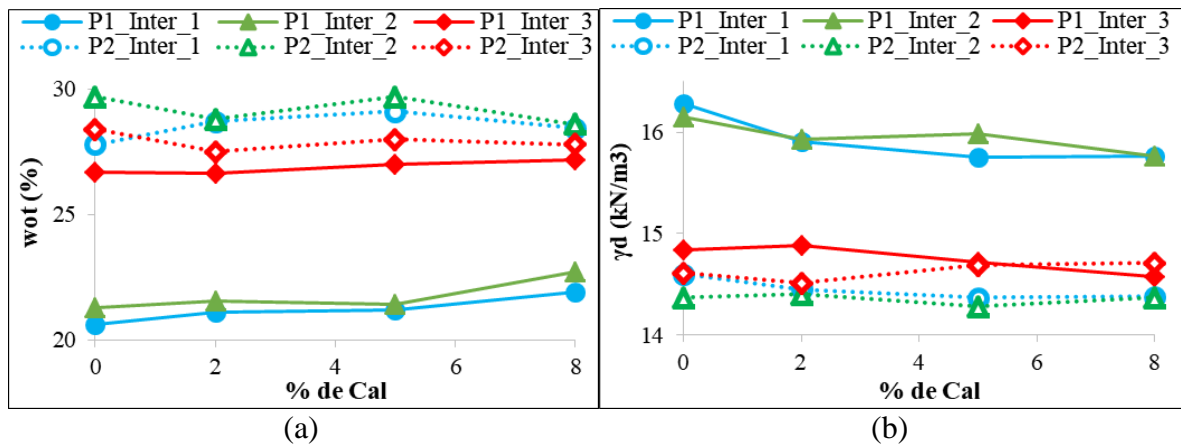 P1_Inter_1 P1_Inter_2 P1_Inter_3
P2_Inter_1 P2_Inter_2 P2_Inter_3
30
25
20
wot (%)
0 2 4 6 8
% de Cal
(a)
P1_Inter_1 P1_Inter_2 P1_Inter_3
P2_Inter_1 P2_Inter_2 P2_Inter_3
16
15
14
γd (kN/m3)
0 2 4 6 8
% de Cal
(b)